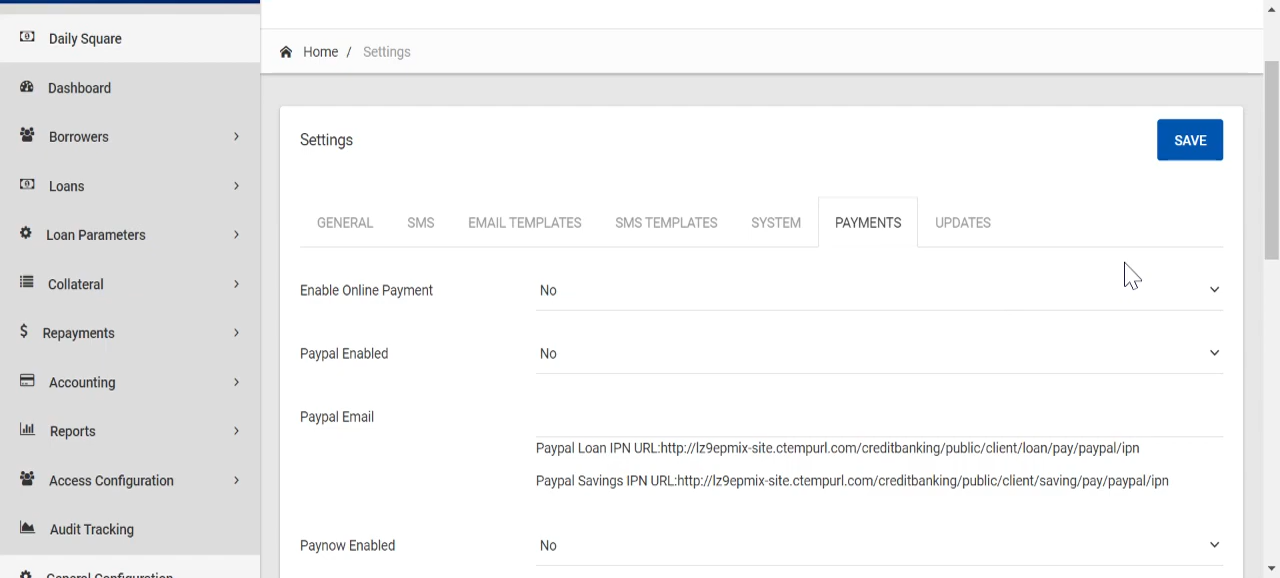 Daily Square
Dashboard
Borrowers
Loans
Loan Parameters
Collateral
Repayments
Accounting
Reports
Access Configuration
Audit Tracking
General Configuration
Home / Settings
Settings
SAVE
GENERAL SMS EMAIL TEMPLATES SMS TEMPLATES SYSTEM PAYMENTS UPDATES
Enable Online Payment No
Paypal Enabled No
Paypal Email
Paypal Loan IPN URL:http://lz9epmix-site.ctempurl.com/creditbanking/public/client/loan/pay/paypal/ipn
Paypal Savings IPN URL:http://lz9epmix-site.ctempurl.com/creditbanking/public/client/saving/pay/paypal/ipn
Paynow Enabled No